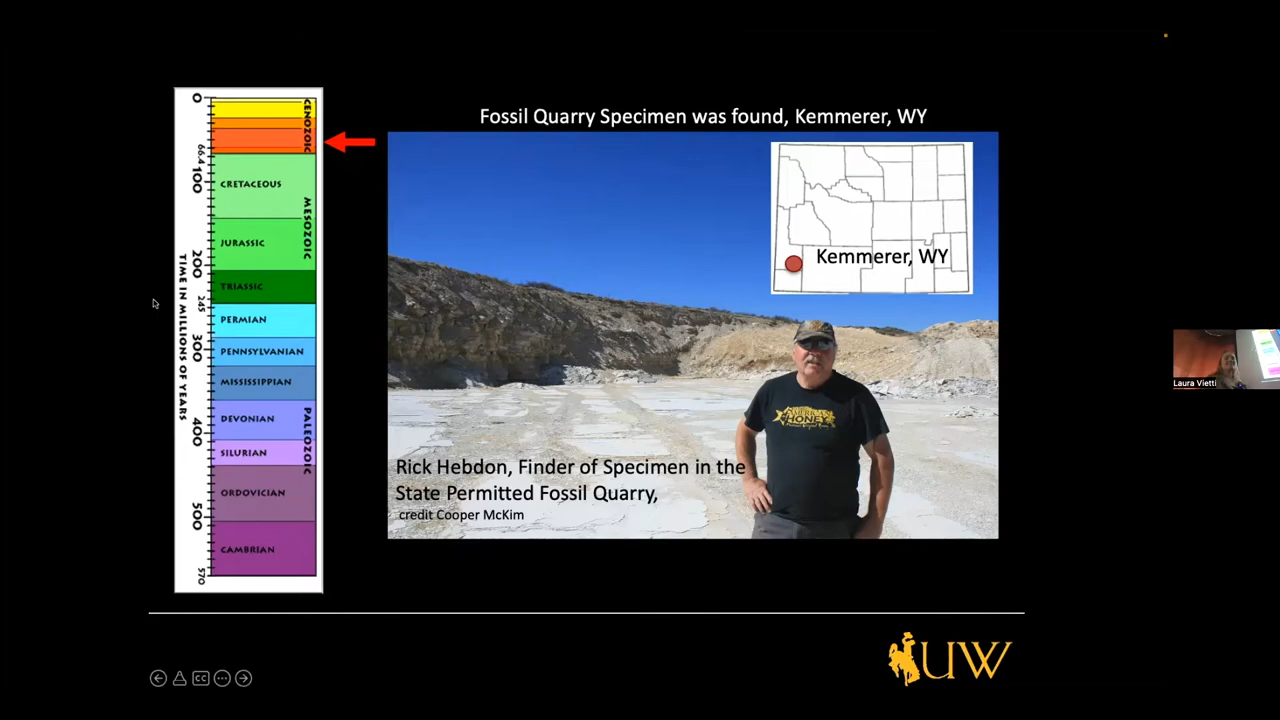 Fossil Quarry Specimen was found, Kemmerer, WY
0
66.4
100
200
245
300
400
500
570
TIME IN MILLIONS OF YEARS
CENOZOIC
CRETACEOUS
MESOZOIC
JURASSIC
TRIASSIC
PERMIAN
PENNSYLVANIAN
MISSISSIPPIAN
DEVONIAN
PALEOZOIC
SILURIAN
ORDOVICIAN
CAMBRIAN
Kemmerer, WY
HONEY
Rick Hebdon, Finder of Specimen in the
State Permitted Fossil Quarry,
credit Cooper McKim
Laura Vietti
CC
UW